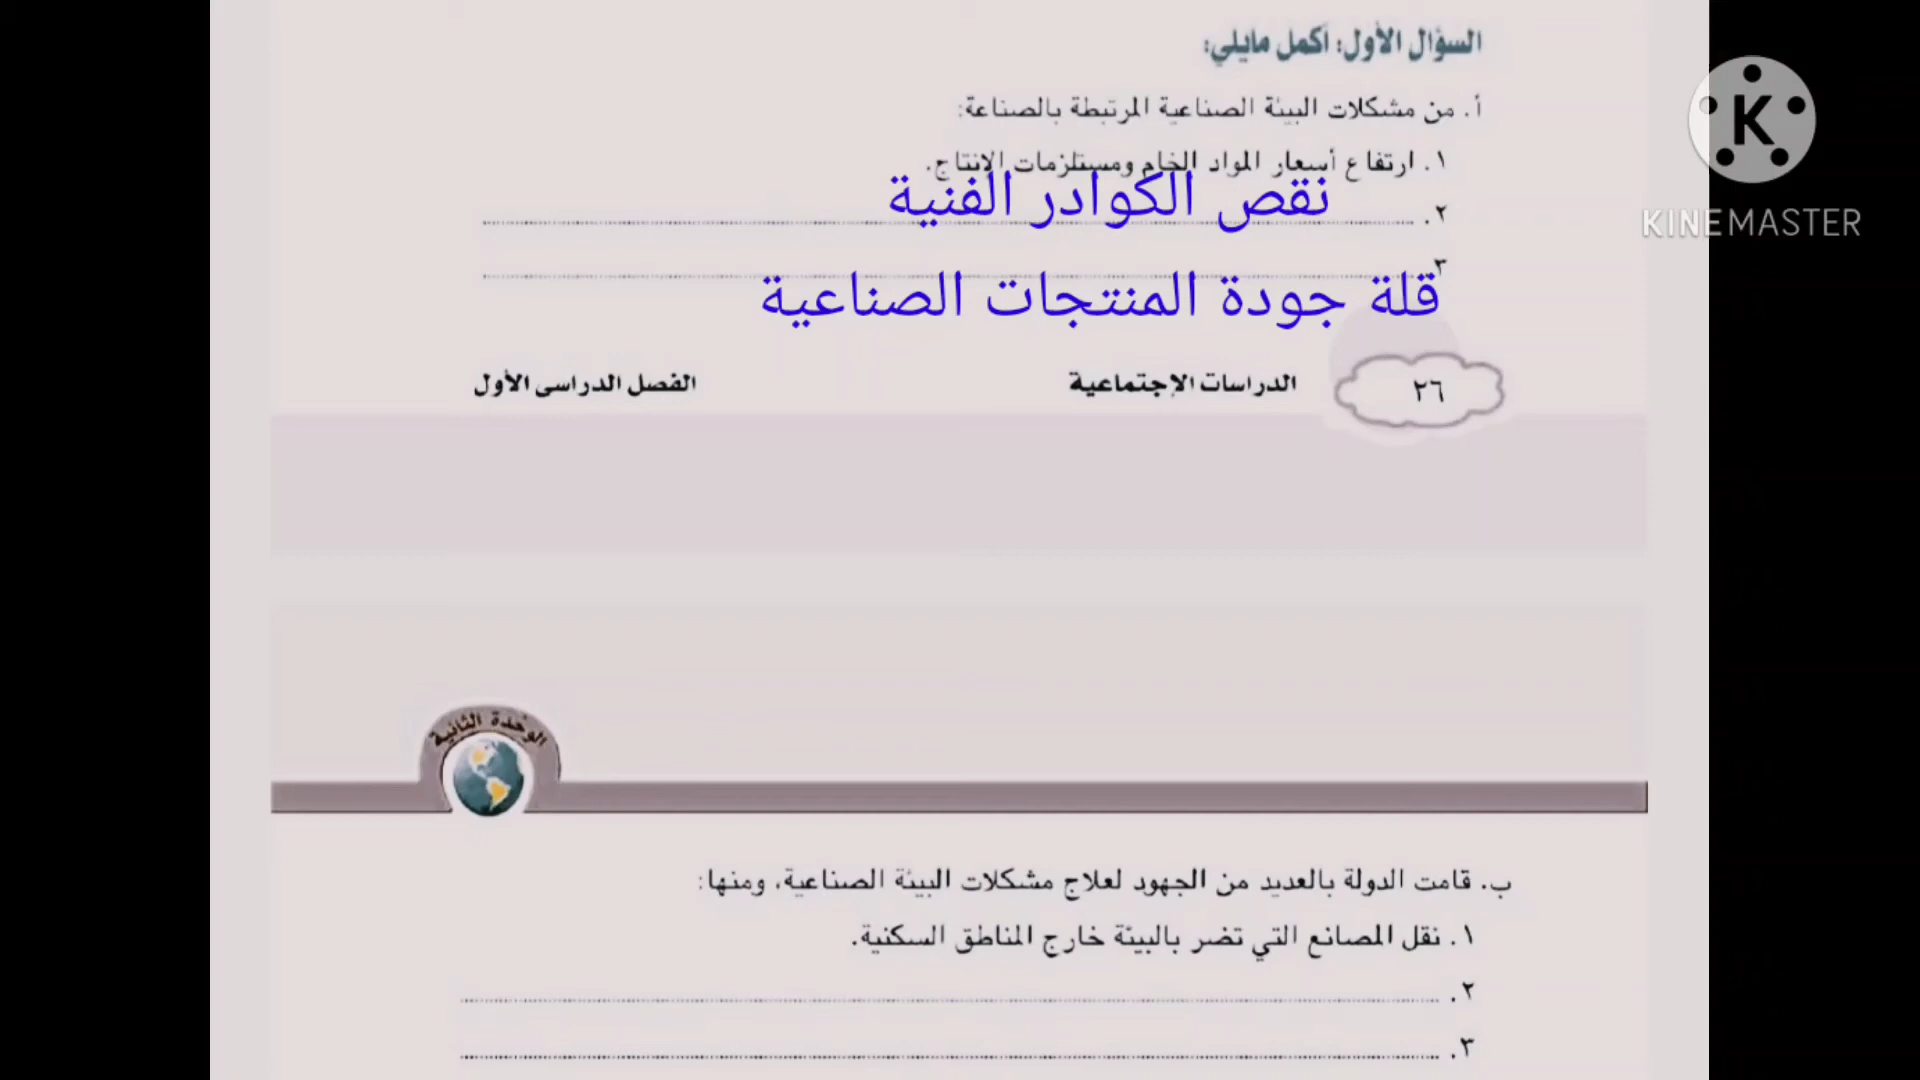 السؤال الأول: أكمل مايلي:
أ. من مشكلات البيئة الصناعية المرتبطة بالصناعة:
١. ارتفاع أسعار المواد الخام ومستلزمات الإنتاج.
٢. نقص الكوادر الفنية
٣. قلة جودة المنتجات الصناعية
٢٦ الدراسات الإجتماعية الفصل الدراسى الأول
الوحدة الثانية
ب. قامت الدولة بالعديد من الجهود لعلاج مشكلات البيئة الصناعية، ومنها:
١. نقل المصانع التي تضر بالبيئة خارج المناطق السكنية.
٢.
٣.
K
KINEMASTER